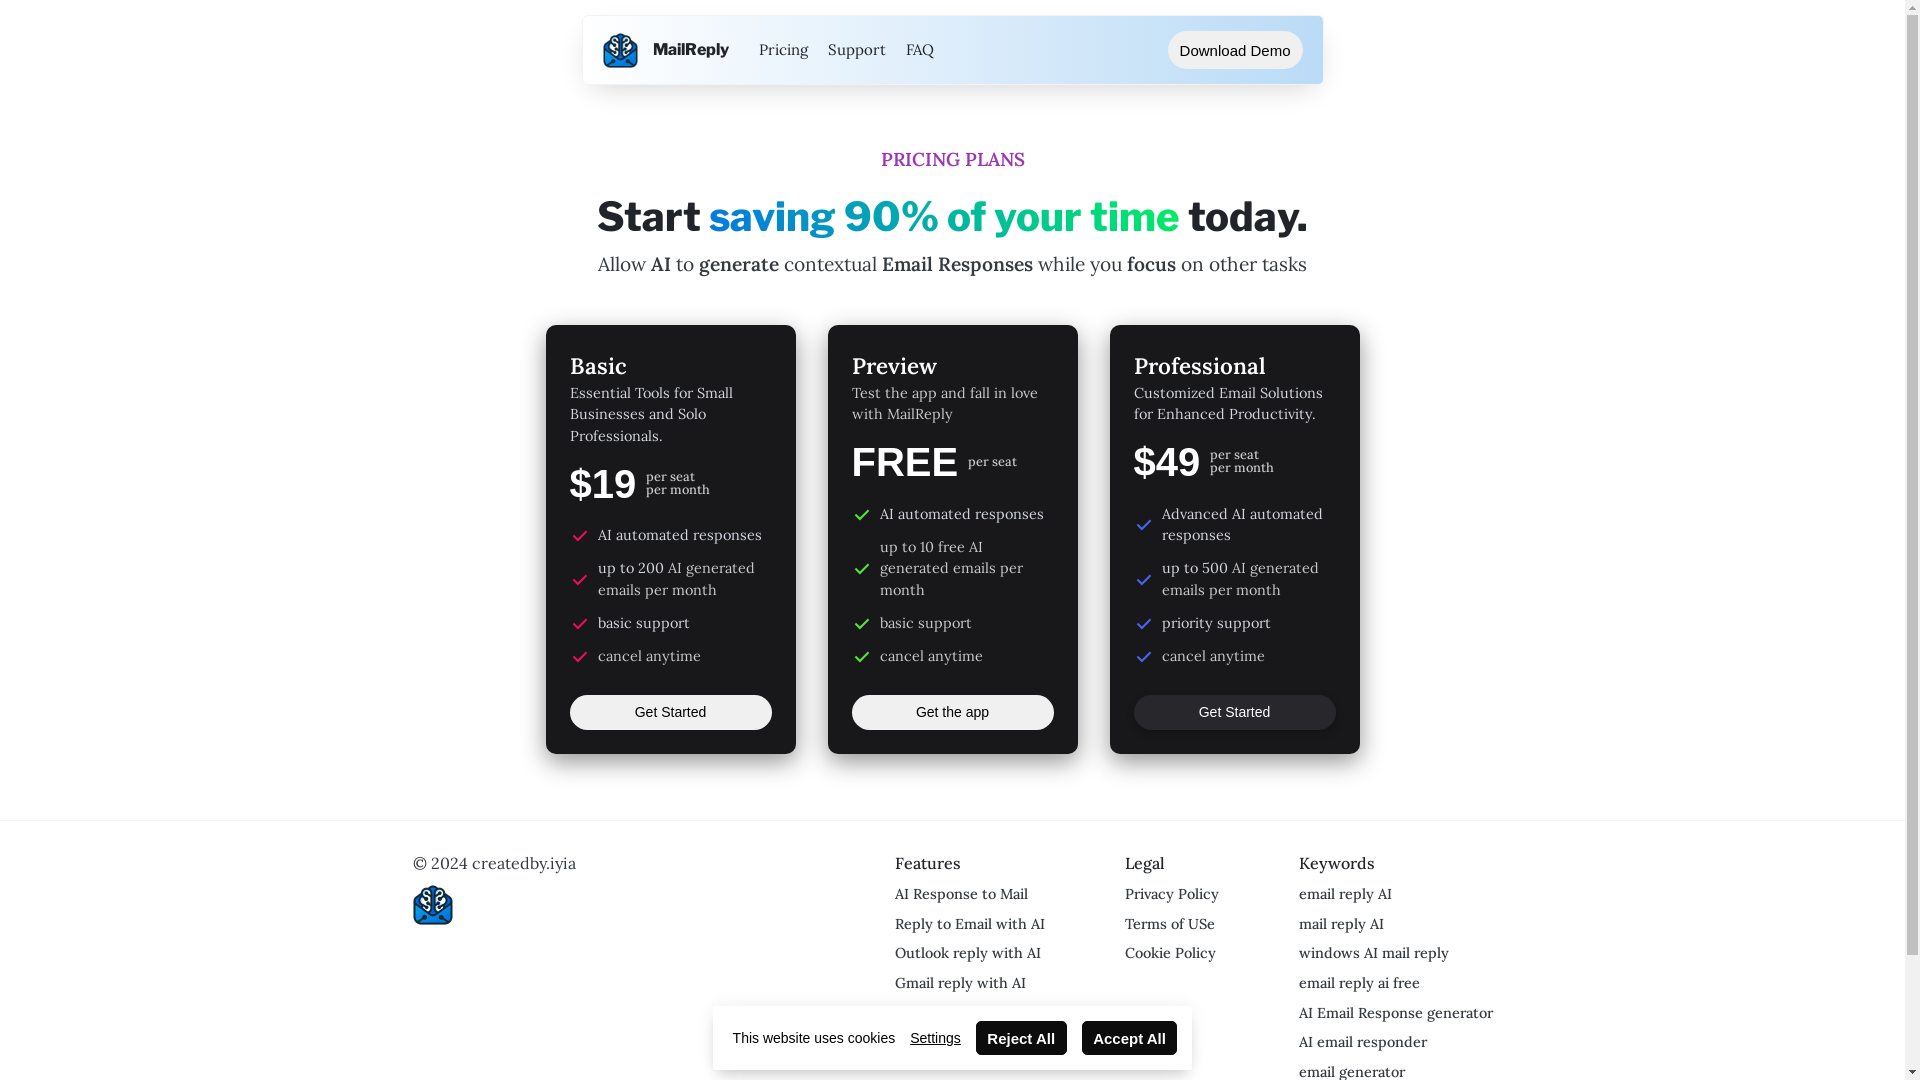 MailReply
Pricing
Support
FAQ
Download Demo
PRICING PLANS
Start saving 90% of your time today.
Allow AI to generate contextual Email Responses while you focus on other tasks
Basic
Essential Tools for Small
Businesses and Solo
Professionals.
$19
per seat
per month
AI automated responses
up to 200 AI generated
emails per month
basic support
cancel anytime
Get Started
Preview
Test the app and fall in love
with MailReply
FREE
per seat
AI automated responses
up to 10 free AI
generated emails per
month
basic support
cancel anytime
Get the app
Professional
Customized Email Solutions
for Enhanced Productivity.
$49
per seat
per month
Advanced AI automated
responses
up to 500 AI generated
emails per month
priority support
cancel anytime
Get Started
© 2024 createdby.iyia
Features
AI Response to Mail
Reply to Email with AI
Outlook reply with AI
Gmail reply with AI
Legal
Privacy Policy
Terms of USe
Cookie Policy
Keywords
email reply AI
mail reply AI
windows AI mail reply
email reply ai free
AI Email Response generator
AI email responder
email generator
This website uses cookies
Settings
Reject All
Accept All